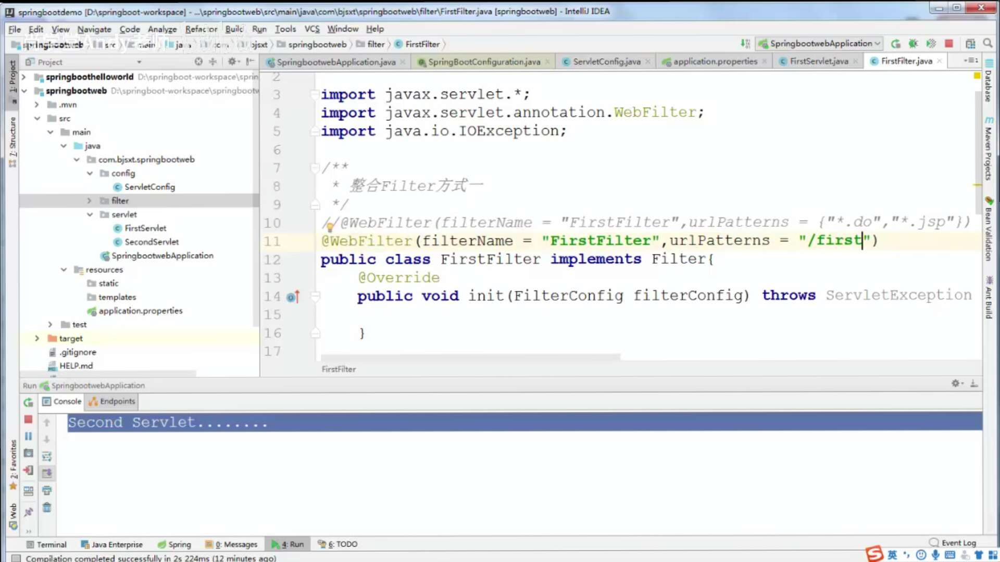 springbootdemo [D:\springboot-workspace] - ...\springbootweb\src\main\java\com\bjsxt\springbootweb\filter\FirstFilter.java [springbootweb] - IntelliJ IDEA
File Edit View Navigate Code Analyze Refactor Build Run Tools VCS Window Help
springbootweb src main java com bjsxt springbootweb filter FirstFilter
SpringbootwebApplication
Project
SpringbootwebApplication.java SpringBootConfiguration.java ServletConfig.java application.properties FirstServlet.java FirstFilter.java
springboothelloworld D:\springboot-workspace\sprin
springbootweb D:\springboot-workspace\springbootw
.mvn
src
main
java
com.bjsxt.springbootweb
config
ServletConfig
filter
servlet
FirstServlet
SecondServlet
SpringbootwebApplication
resources
static
templates
application.properties
test
target
.gitignore
HELP.md
2
3 import javax.servlet.*;
4 import javax.servlet.annotation.WebFilter;
5 import java.io.IOException;
6
7 /**
8 * 整合Filter方式一
9 */
10 //@WebFilter(filterName = "FirstFilter",urlPatterns = {"*.do","*.jsp"})
11 @WebFilter(filterName = "FirstFilter",urlPatterns = "/first")
12 public class FirstFilter implements Filter{
13 @Override
14 public void init(FilterConfig filterConfig) throws ServletException
15
16 }
17
FirstFilter
1: Project
7: Structure
2: Favorites
Web
Database
Maven Projects
Bean Validation
Ant Build
Run SpringbootwebApplication
Console Endpoints
Second Servlet........
Terminal Java Enterprise Spring 0: Messages 4: Run 6: TODO Event Log
Compilation completed successfully in 2s 224ms (12 minutes ago)
英